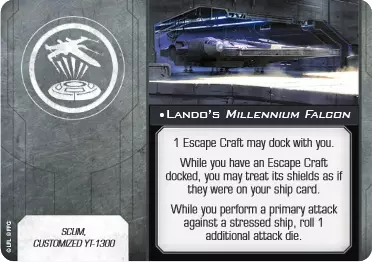 •Lando's Millennium Falcon
1 Escape Craft may dock with you.
While you have an Escape Craft
docked, you may treat its shields as if
they were on your ship card.
While you perform a primary attack
against a stressed ship, roll 1
additional attack die.
SCUM,
CUSTOMIZED YT-1300
©LFL ©FFG